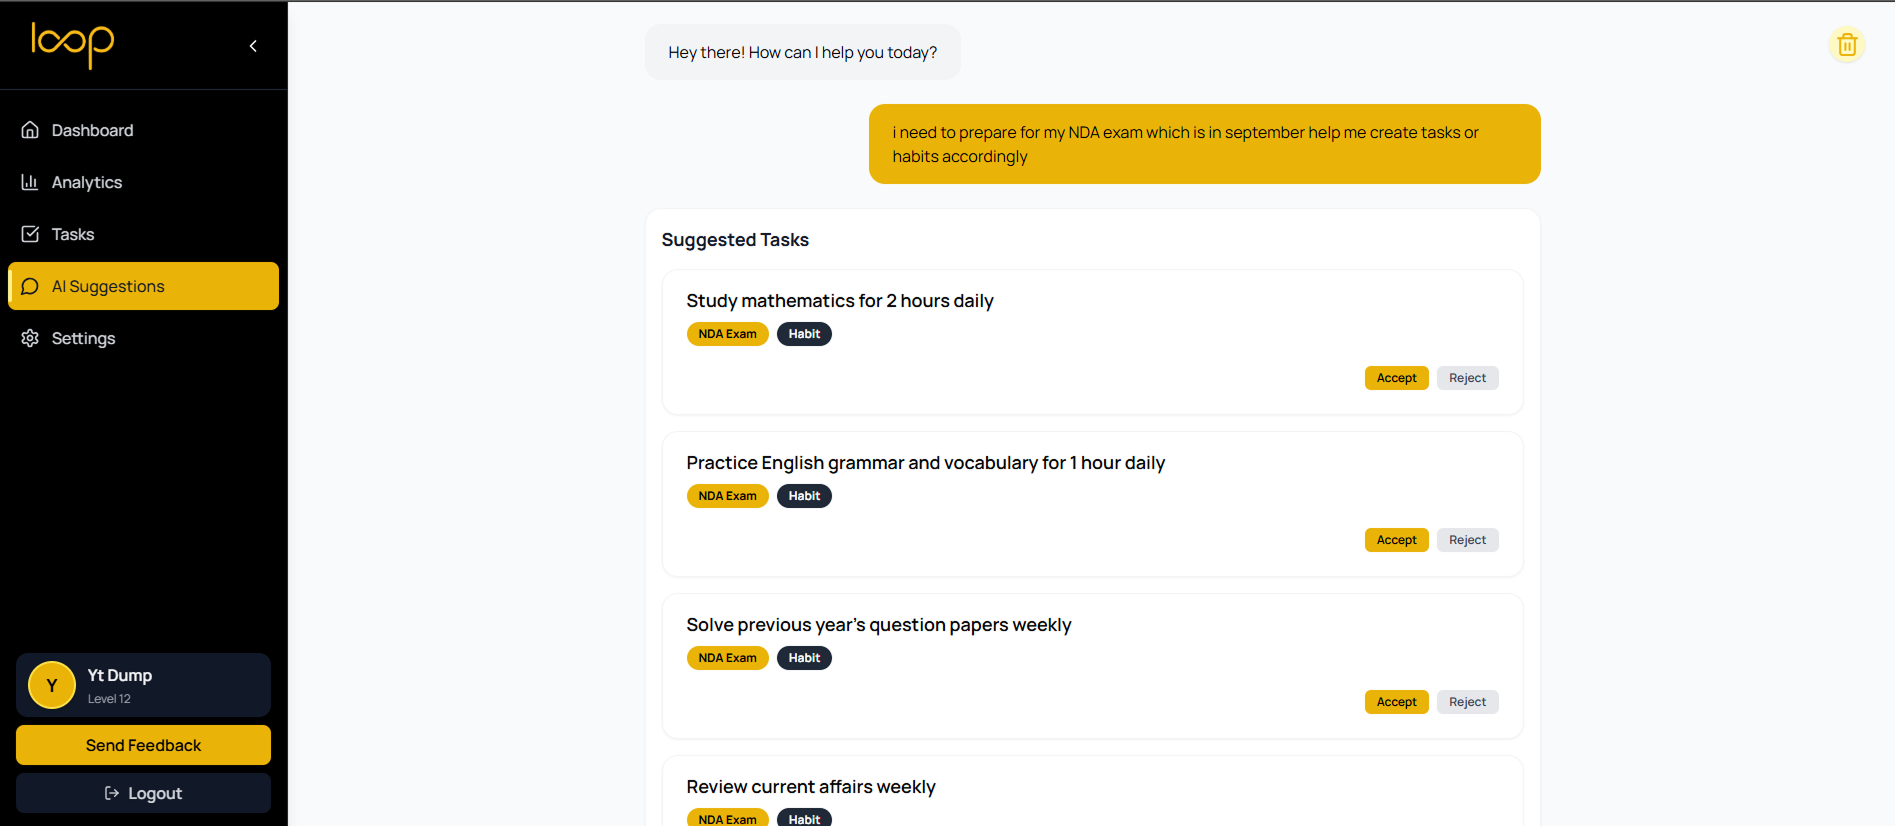 loop
Dashboard
Analytics
Tasks
AI Suggestions
Settings
Y
Yt Dump
Level 12
Send Feedback
Logout
Hey there! How can I help you today?
i need to prepare for my NDA exam which is in september help me create tasks or
habits accordingly
Suggested Tasks
Study mathematics for 2 hours daily
NDA Exam Habit
Accept Reject
Practice English grammar and vocabulary for 1 hour daily
NDA Exam Habit
Accept Reject
Solve previous year's question papers weekly
NDA Exam Habit
Accept Reject
Review current affairs weekly
NDA Exam Habit